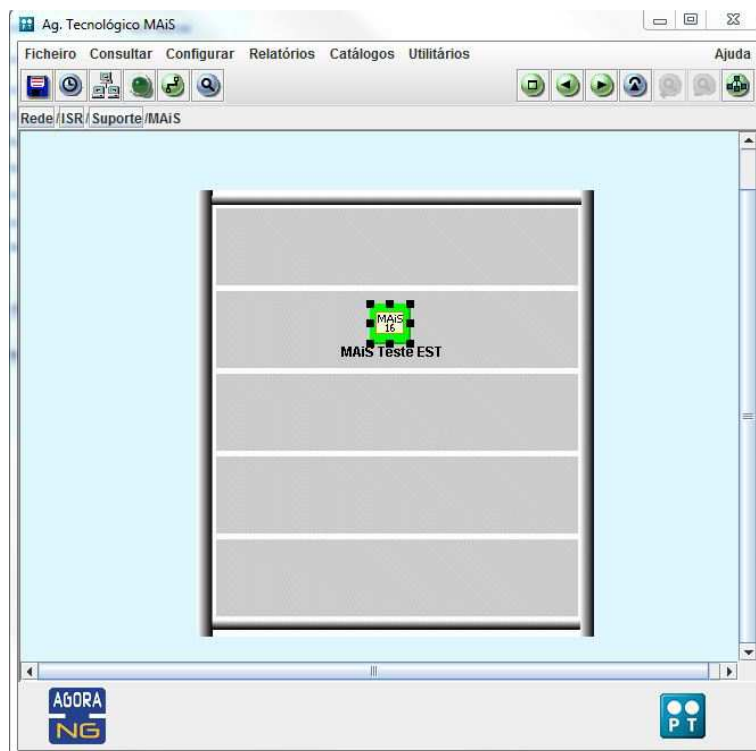 Ag. Tecnológico MAiS
Ficheiro Consultar Configurar Relatórios Catálogos Utilitários Ajuda
Rede /ISR/ Suporte /MAiS
MAiS
16
MAiS Teste EST
AGORA
NG
PT